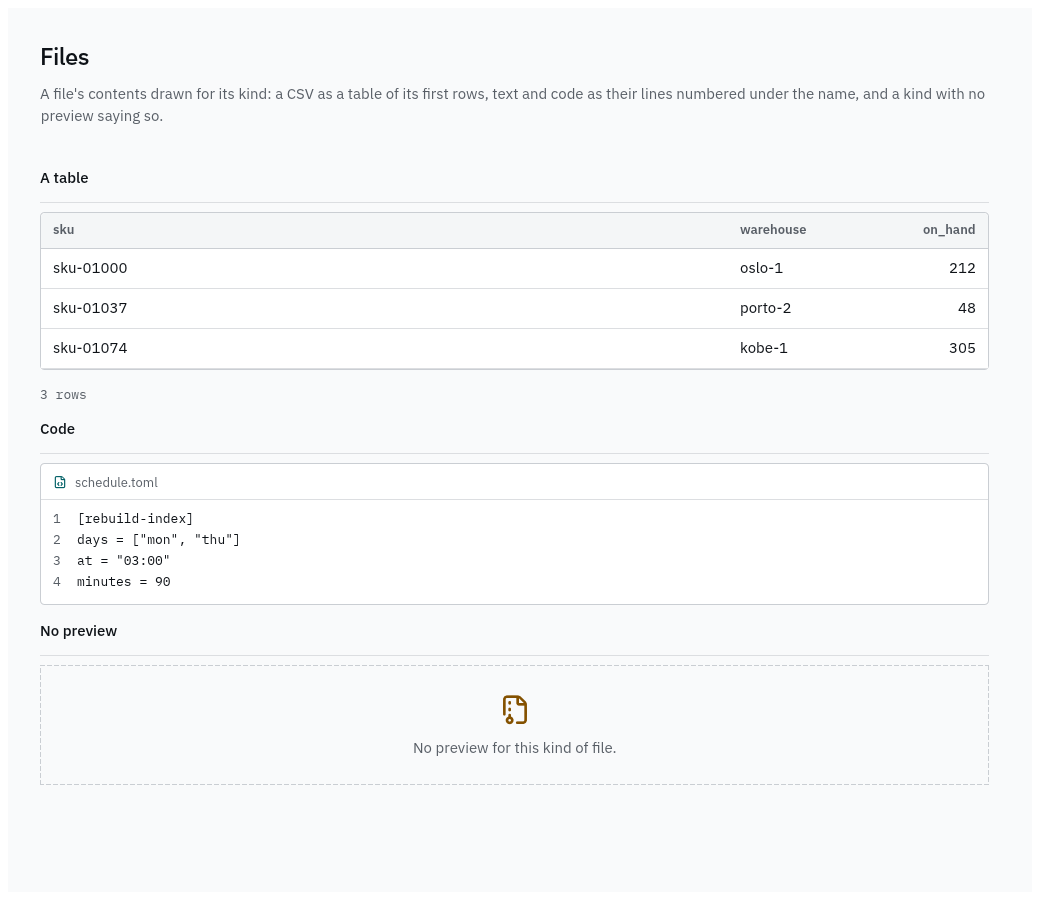 Files
A file's contents drawn for its kind: a CSV as a table of its first rows, text and code as their lines numbered under the name, and a kind with no
preview saying so.
A table
sku warehouse on_hand
sku-01000 oslo-1 212
sku-01037 porto-2 48
sku-01074 kobe-1 305
3 rows
Code
schedule.toml
1 [rebuild-index]
2 days = ["mon", "thu"]
3 at = "03:00"
4 minutes = 90
No preview
No preview for this kind of file.